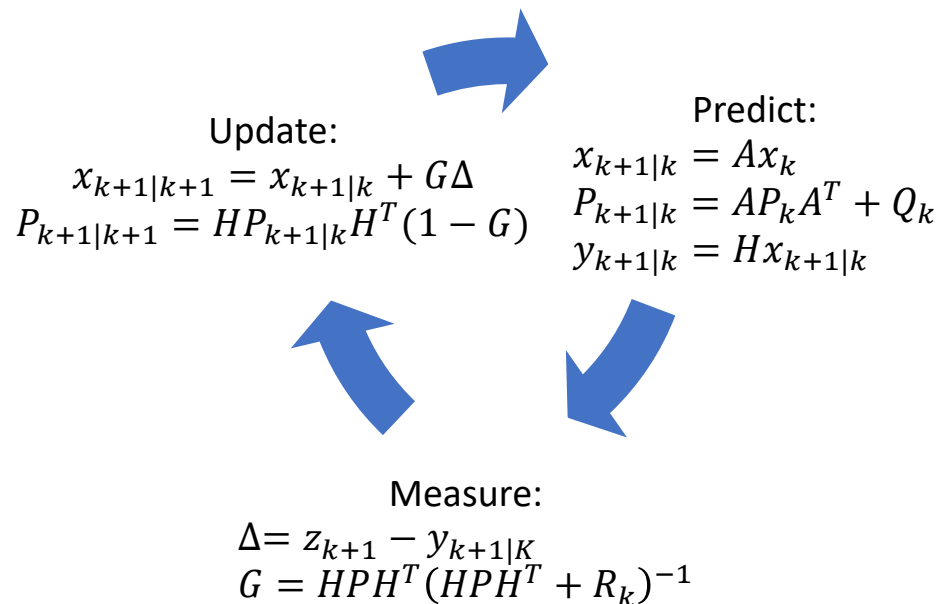 Update:
x_{k+1|k+1} = x_{k+1|k} + GΔ
P_{k+1|k+1} = HP_{k+1|k}H^T(1 − G)
Predict:
x_{k+1|k} = Ax_k
P_{k+1|k} = AP_kA^T + Q_k
y_{k+1|k} = Hx_{k+1|k}
Measure:
Δ= z_{k+1} − y_{k+1|K}
G = HPH^T(HPH^T + R_k)^{−1}